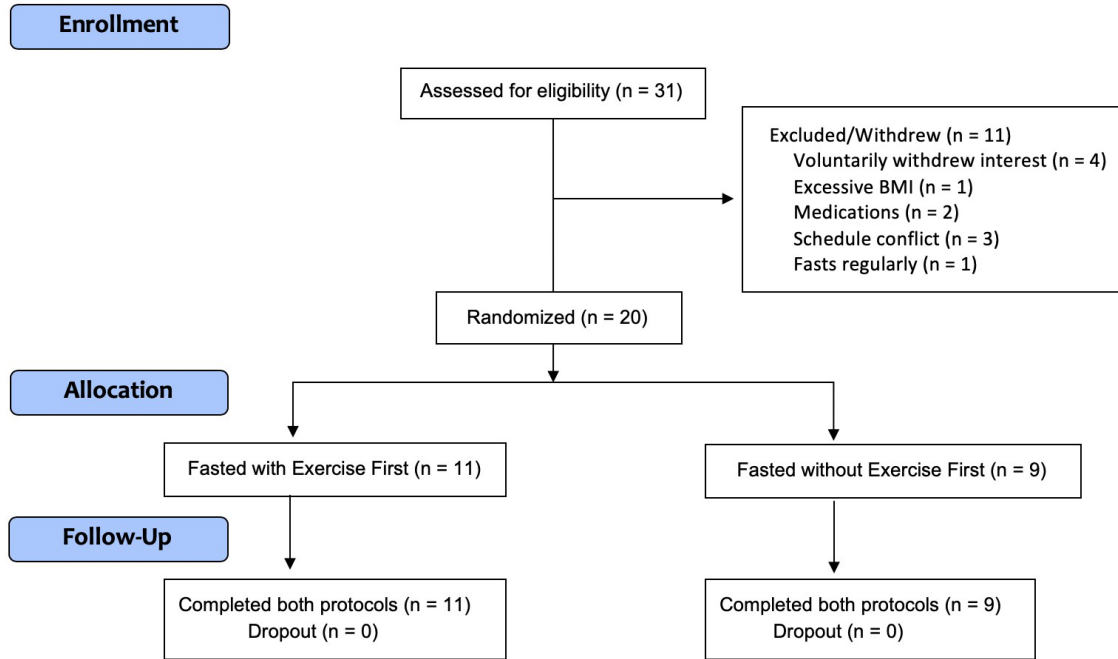 Enrollment
Assessed for eligibility (n = 31)
Excluded/Withdrew (n = 11)
Voluntarily withdrew interest (n = 4)
Excessive BMI (n = 1)
Medications (n = 2)
Schedule conflict (n = 3)
Fasts regularly (n = 1)
Randomized (n = 20)
Allocation
Fasted with Exercise First (n = 11)
Fasted without Exercise First (n = 9)
Follow-Up
Completed both protocols (n = 11)
Dropout (n = 0)
Completed both protocols (n = 9)
Dropout (n = 0)